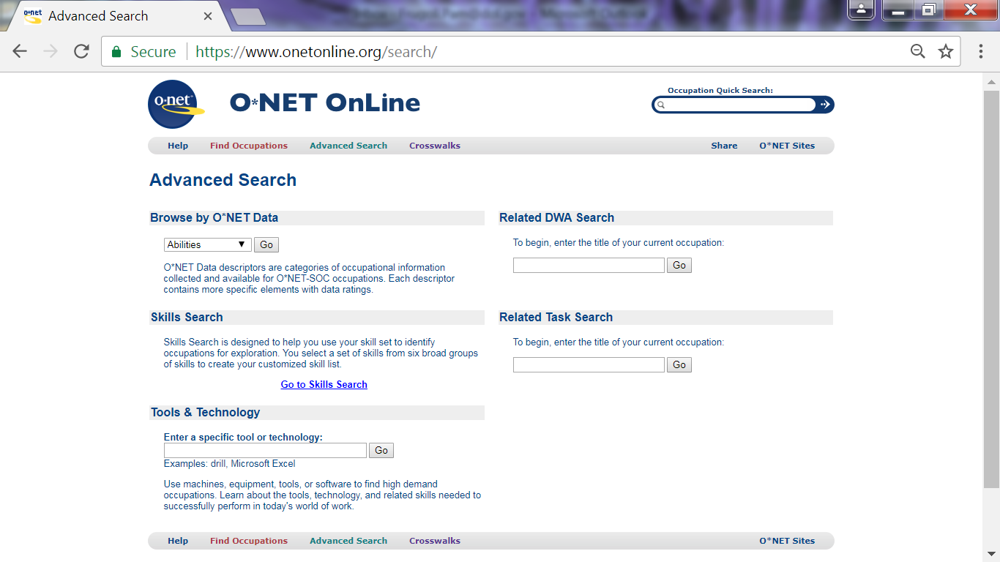 o*net Advanced Search
Secure https://www.onetonline.org/search/
o*net
O*NET OnLine
Occupation Quick Search:
Help Find Occupations Advanced Search Crosswalks Share O*NET Sites
Advanced Search
Browse by O*NET Data
Abilities Go
O*NET Data descriptors are categories of occupational information
collected and available for O*NET-SOC occupations. Each descriptor
contains more specific elements with data ratings.
Related DWA Search
To begin, enter the title of your current occupation:
Go
Skills Search
Skills Search is designed to help you use your skill set to identify
occupations for exploration. You select a set of skills from six broad groups
of skills to create your customized skill list.
Go to Skills Search
Related Task Search
To begin, enter the title of your current occupation:
Go
Tools & Technology
Enter a specific tool or technology:
Go
Examples: drill, Microsoft Excel
Use machines, equipment, tools, or software to find high demand
occupations. Learn about the tools, technology, and related skills needed to
successfully perform in today's world of work.
Help Find Occupations Advanced Search Crosswalks O*NET Sites